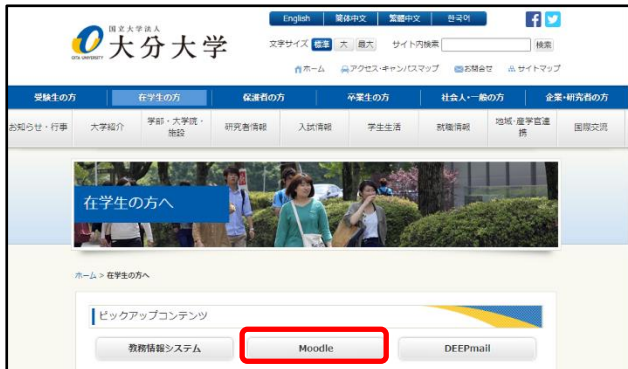 English 简体中文 繁體中文 한국어
国立大学法人
大分大学
OITA UNIVERSITY
文字サイズ 標準 大 最大 サイト内検索 検索
ホーム アクセス・キャンパスマップ お問合せ サイトマップ
受験生の方 在学生の方 保護者の方 卒業生の方 社会人・一般の方 企業・研究者の方
お知らせ・行事 大学紹介 学部・大学院・施設 研究者情報 入試情報 学生生活 就職情報 地域・産学官連携 国際交流
在学生の方へ
ホーム > 在学生の方へ
ピックアップコンテンツ
教務情報システム Moodle DEEPmail